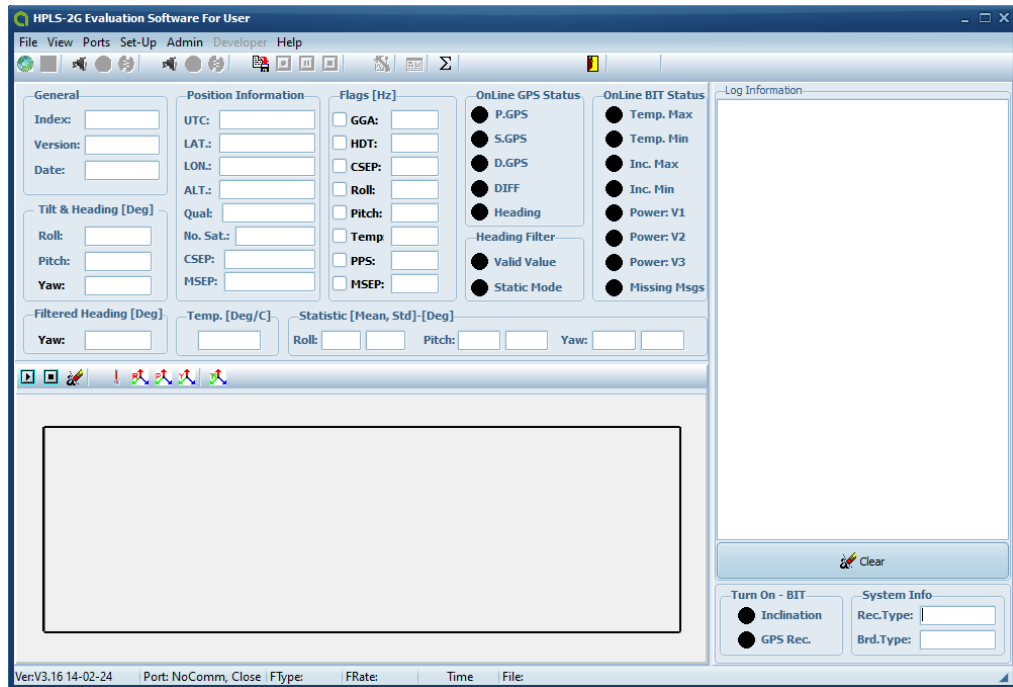 HPLS-2G Evaluation Software For User
File View Ports Set-Up Admin Developer Help
General
Index:
Version:
Date:
Position Information
UTC:
LAT.:
LON.:
ALT.:
Qual:
No. Sat.:
CSEP:
MSEP:
Flags [Hz]
GGA:
HDT:
CSEP:
Roll:
Pitch:
Temp:
PPS:
MSEP:
OnLine GPS Status
P.GPS
S.GPS
D.GPS
DIFF
Heading
OnLine BIT Status
Temp. Max
Temp. Min
Inc. Max
Inc. Min
Power: V1
Power: V2
Power: V3
Missing Msgs
Tilt & Heading [Deg]
Roll:
Pitch:
Yaw:
Heading Filter
Valid Value
Static Mode
Filtered Heading [Deg]
Yaw:
Temp. [Deg/C]
Statistic [Mean, Std]-[Deg]
Roll: Pitch: Yaw:
Log Information
Clear
Turn On - BIT
Inclination
GPS Rec.
System Info
Rec.Type:
Brd.Type:
Ver:V3.16 14-02-24 Port: NoComm, Close FType: FRate: Time File: